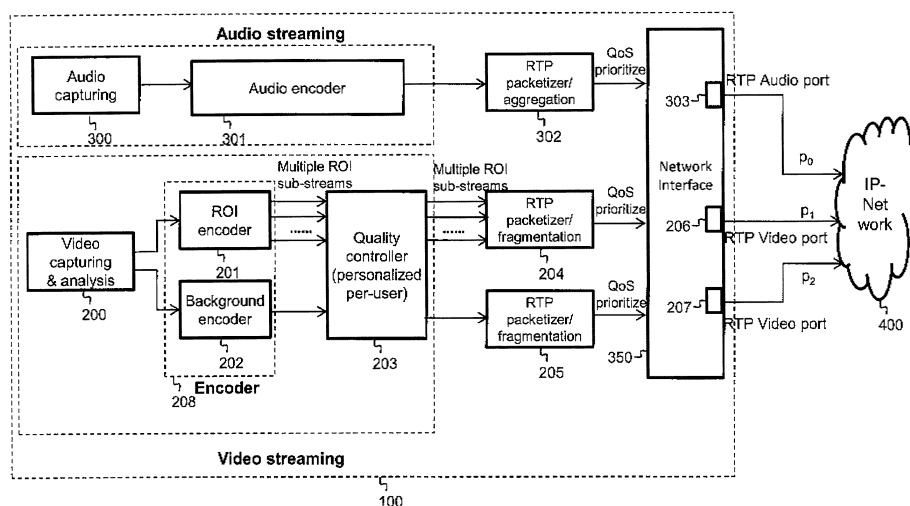 Audio streaming
Audio
capturing
300
Audio encoder
301
RTP
packetizer/
aggregation
302
QoS
prioritize
303
RTP Audio port
p0
Network
Interface
350
IP-
Net
work
400
Video capturing
& analysis
200
ROI
encoder
201
Background
encoder
202
Encoder
208
Multiple ROI
sub-streams
......
Quality
controller
(personalized
per-user)
203
Multiple ROI
sub-streams
......
RTP
packetizer/
fragmentation
204
QoS
prioritize
206
p1
RTP Video port
RTP
packetizer/
fragmentation
205
QoS
prioritize
207
p2
RTP Video port
Video streaming
100